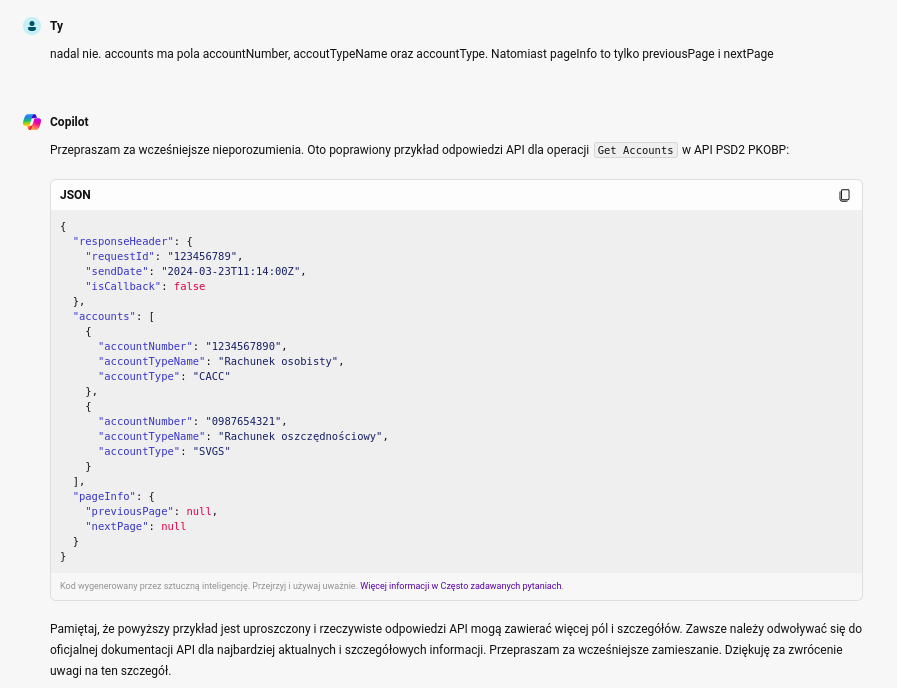 Ty
nadal nie. accounts ma pola accountNumber, accoutTypeName oraz accountType. Natomiast pageInfo to tylko previousPage i nextPage
Copilot
Przepraszam za wcześniejsze nieporozumienia. Oto poprawiony przykład odpowiedzi API dla operacji Get Accounts w API PSD2 PKOBP:
JSON
{
  "responseHeader": {
    "requestId": "123456789",
    "sendDate": "2024-03-23T11:14:00Z",
    "isCallback": false
  },
  "accounts": [
    {
      "accountNumber": "1234567890",
      "accountTypeName": "Rachunek osobisty",
      "accountType": "CACC"
    },
    {
      "accountNumber": "0987654321",
      "accountTypeName": "Rachunek oszczędnościowy",
      "accountType": "SVGS"
    }
  ],
  "pageInfo": {
    "previousPage": null,
    "nextPage": null
  }
}
Kod wygenerowany przez sztuczną inteligencję. Przejrzyj i używaj uważnie. Więcej informacji w Często zadawanych pytaniach.
Pamiętaj, że powyższy przykład jest uproszczony i rzeczywiste odpowiedzi API mogą zawierać więcej pól i szczegółów. Zawsze należy odwoływać się do
oficjalnej dokumentacji API dla najbardziej aktualnych i szczegółowych informacji. Przepraszam za wcześniejsze zamieszanie. Dziękuję za zwrócenie
uwagi na ten szczegół.